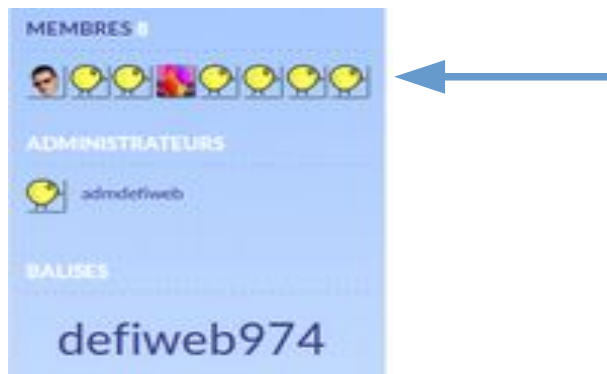 MEMBRES 8
ADMINISTRATEURS
admdefiweb
BALISES
defiweb974